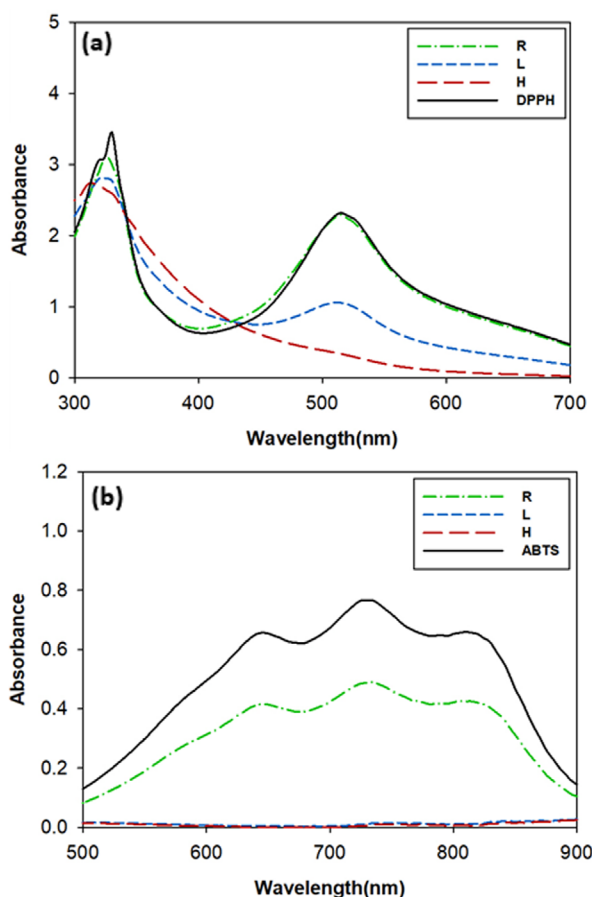 (a)
5
4
3
2
1
0
Absorbance
R
L
H
DPPH
300 400 500 600 700
Wavelength(nm)
(b)
1.2
1.0
0.8
0.6
0.4
0.2
0.0
Absorbance
R
L
H
ABTS
500 600 700 800 900
Wavelength(nm)